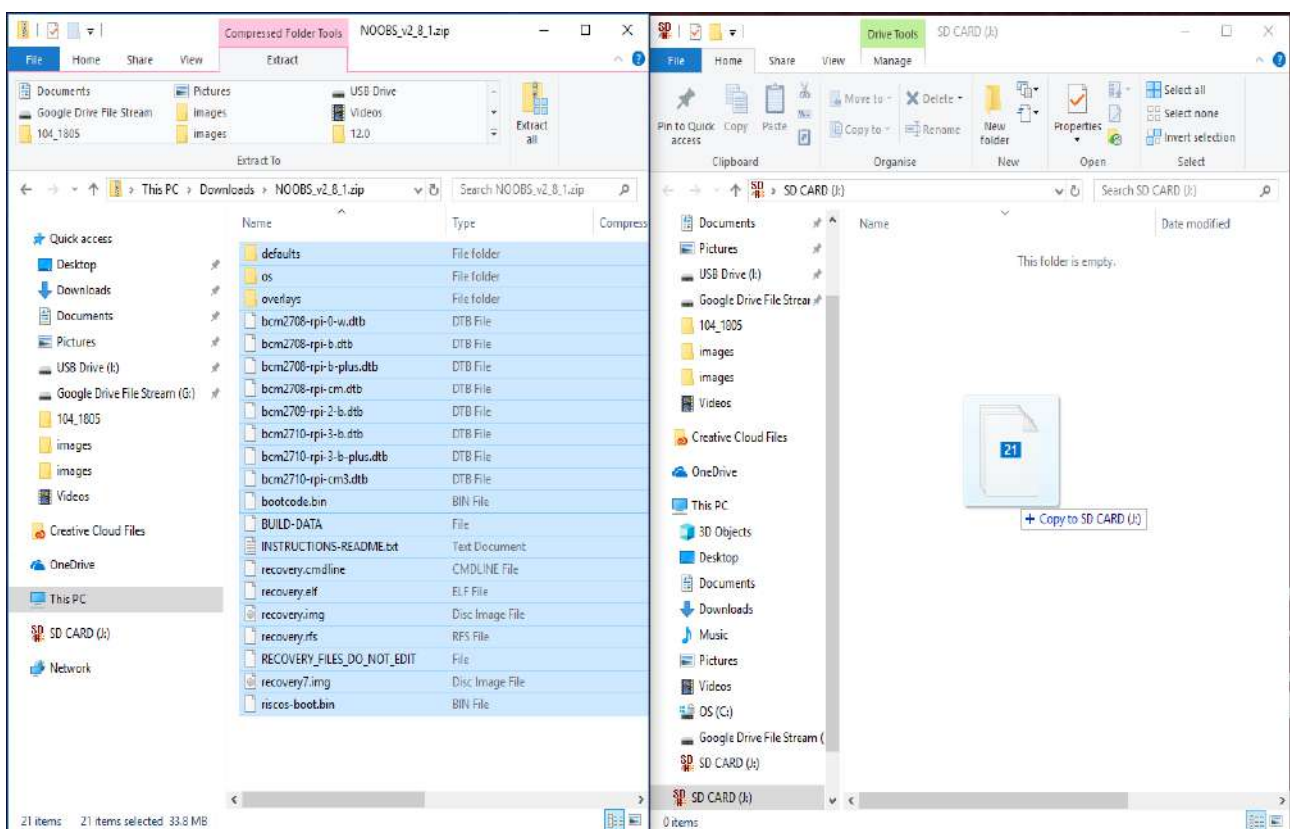 Compressed Folder Tools NOOBS_v2_8_1.zip
File Home Share View Extract
Documents Pictures USB Drive
Google Drive File Stream images Videos
104_1805 images 12.0
Extract all
Extract To
This PC > Downloads > NOOBS_v2_8_1.zip Search NOOBS_v2_8_1.zip
Name Type Compress
Quick access
Desktop
Downloads
Documents
Pictures
USB Drive (I:)
Google Drive File Stream (G:)
104_1805
images
images
Videos
Creative Cloud Files
OneDrive
This PC
SD CARD (J:)
Network
defaults File folder
os File folder
overlays File folder
bcm2708-rpi-0-w.dtb DTB File
bcm2708-rpi-b.dtb DTB File
bcm2708-rpi-b-plus.dtb DTB File
bcm2708-rpi-cm.dtb DTB File
bcm2709-rpi-2-b.dtb DTB File
bcm2710-rpi-3-b.dtb DTB File
bcm2710-rpi-3-b-plus.dtb DTB File
bcm2710-rpi-cm3.dtb DTB File
bootcode.bin BIN File
BUILD-DATA File
INSTRUCTIONS-README.txt Text Document
recovery.cmdline CMDLINE File
recovery.elf ELF File
recovery.img Disc Image File
recovery.rfs RFS File
RECOVERY_FILES_DO_NOT_EDIT File
recovery7.img Disc Image File
riscos-boot.bin BIN File
21 items 21 items selected 33.8 MB
Drive Tools SD CARD (J:)
File Home Share View Manage
Pin to Quick access Copy Paste
Move to Delete
Copy to Rename
New folder
Properties
Select all
Select none
Invert selection
Clipboard Organise New Open Select
SD CARD (J:) Search SD CARD (J:)
Name Date modified
This folder is empty.
Documents
Pictures
USB Drive (I:)
Google Drive File Strear
104_1805
images
images
Videos
Creative Cloud Files
OneDrive
This PC
3D Objects
Desktop
Documents
Downloads
Music
Pictures
Videos
OS (C:)
Google Drive File Stream (
SD CARD (J:)
SD CARD (J:)
21
+ Copy to SD CARD (J:)
0 items